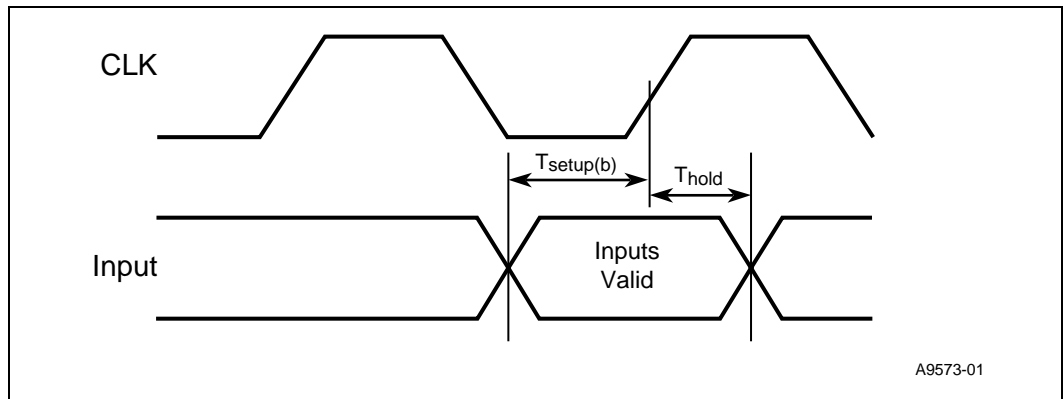 CLK
Tsetup(b)
Thold
Input
Inputs
Valid
A9573-01